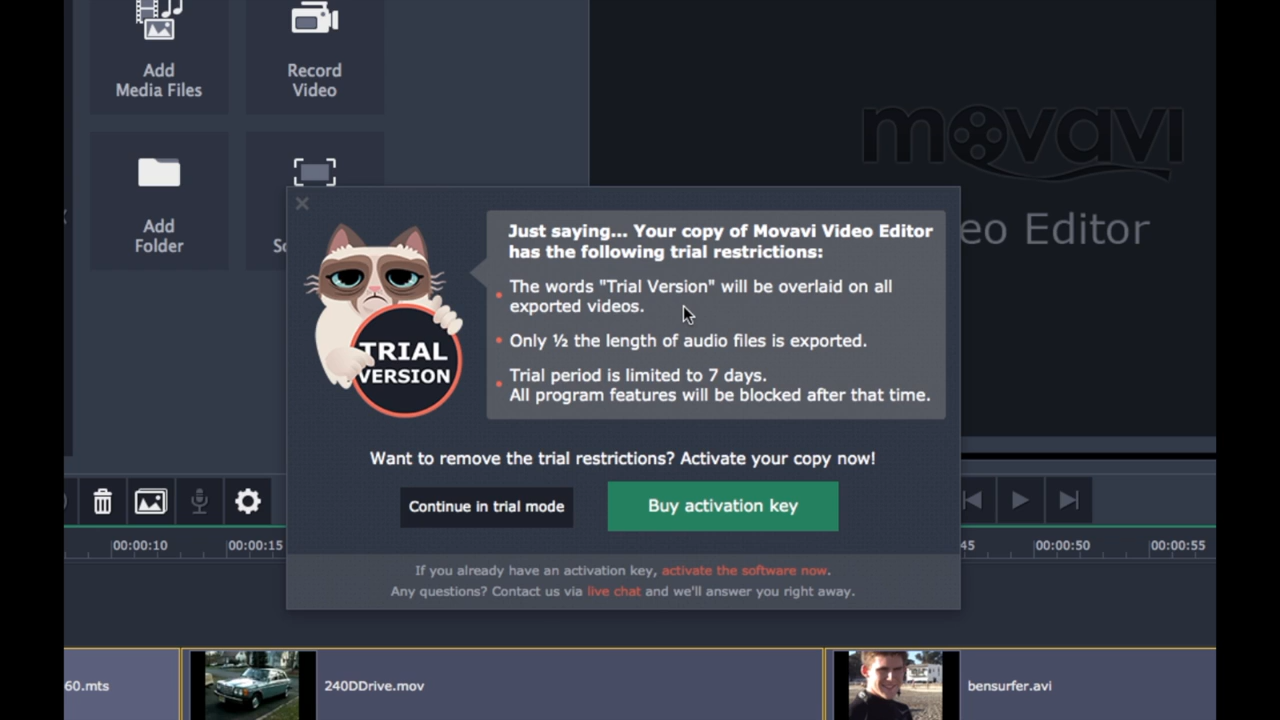 Add
Media Files
Record
Video
movavi
Add
Folder
eo Editor
Just saying... Your copy of Movavi Video Editor
has the following trial restrictions:
The words "Trial Version" will be overlaid on all
exported videos.
Only ½ the length of audio files is exported.
Trial period is limited to 7 days.
All program features will be blocked after that time.
TRIAL
VERSION
Want to remove the trial restrictions? Activate your copy now!
Continue in trial mode
Buy activation key
00:00:10
00:00:15
45
00:00:50
00:00:55
If you already have an activation key, activate the software now.
Any questions? Contact us via live chat and we'll answer you right away.
60.mts
240DDrive.mov
bensurfer.avi